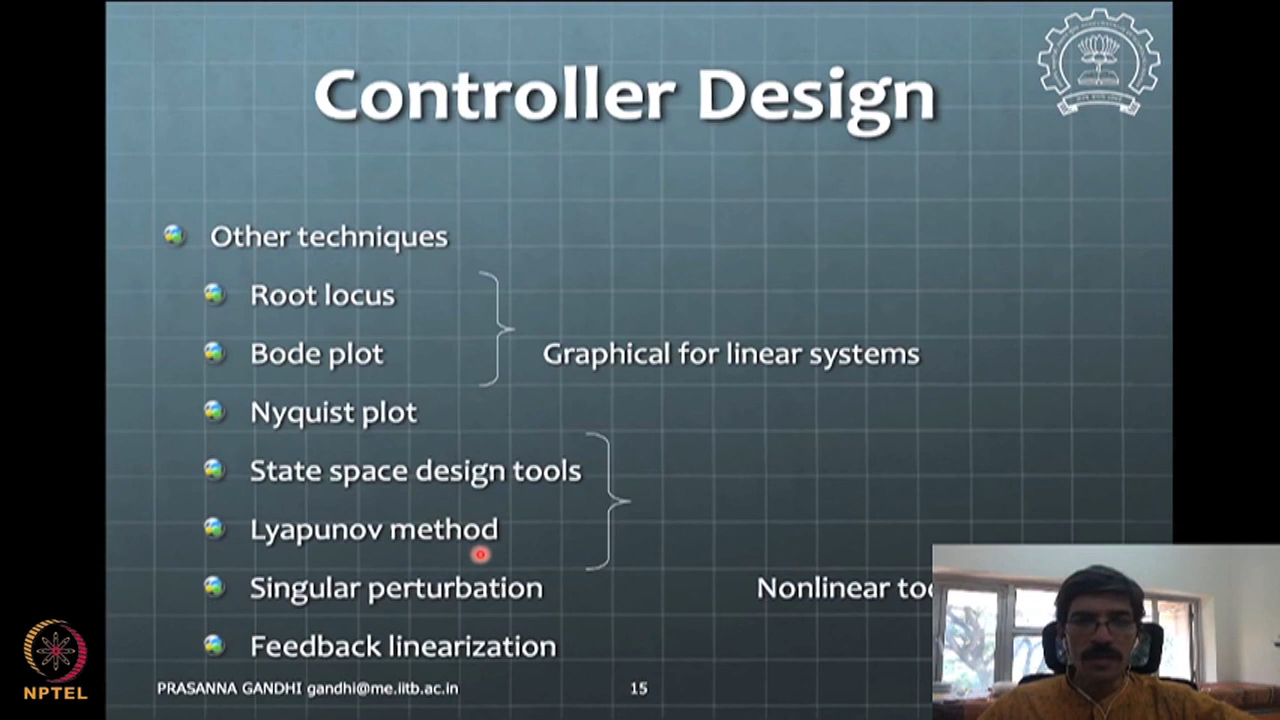 Controller Design
Other techniques
Root locus
Bode plot
Graphical for linear systems
Nyquist plot
State space design tools
Lyapunov method
Singular perturbation
Nonlinear
Feedback linearization
PRASANNA GANDHI gandhi@me.iitb.ac.in
15
NPTEL